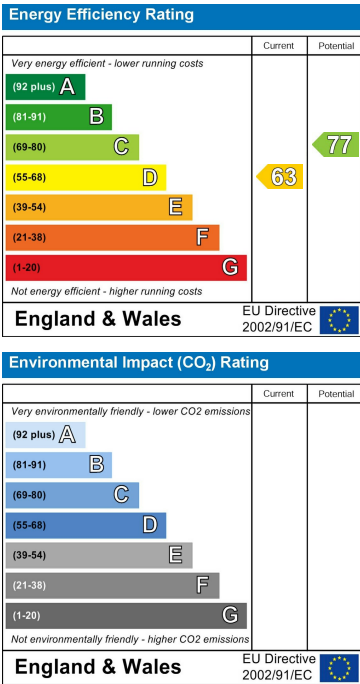 Energy Efficiency Rating
Current Potential
Very energy efficient - lower running costs
(92 plus) A
(81-91) B
(69-80) C
(55-68) D
(39-54) E
(21-38) F
(1-20) G
63
77
Not energy efficient - higher running costs
England & Wales
EU Directive
2002/91/EC
Environmental Impact (CO₂) Rating
Current Potential
Very environmentally friendly - lower CO2 emissions
(92 plus) A
(81-91) B
(69-80) C
(55-68) D
(39-54) E
(21-38) F
(1-20) G
Not environmentally friendly - higher CO2 emissions
England & Wales
EU Directive
2002/91/EC